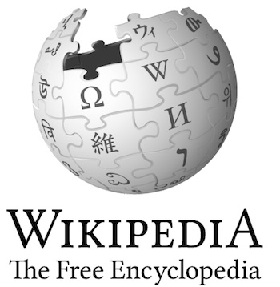 ウィ
Ω
W
И
維
WIKIPEDIA
The Free Encyclopedia